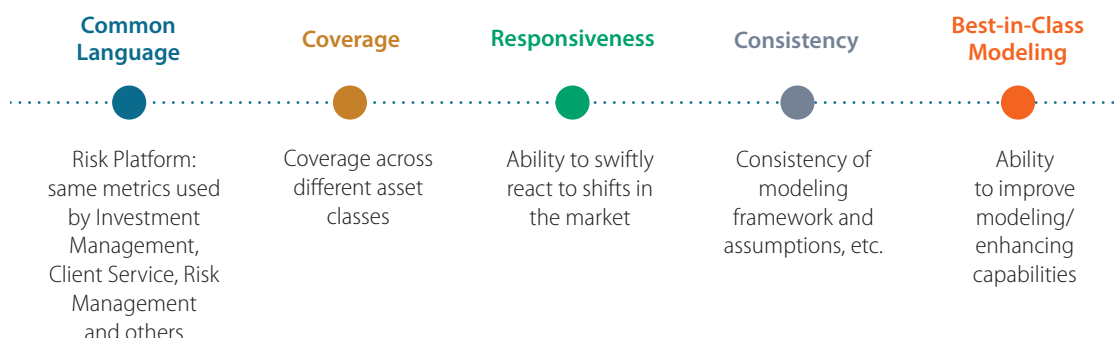 Common
Language
Coverage
Responsiveness
Consistency
Best-in-Class
Modeling
Risk Platform:
same metrics used
by Investment
Management,
Client Service, Risk
Management
and others
Coverage across
different asset
classes
Ability to swiftly
react to shifts in
the market
Consistency of
modeling
framework and
assumptions, etc.
Ability
to improve
modeling/
enhancing
capabilities